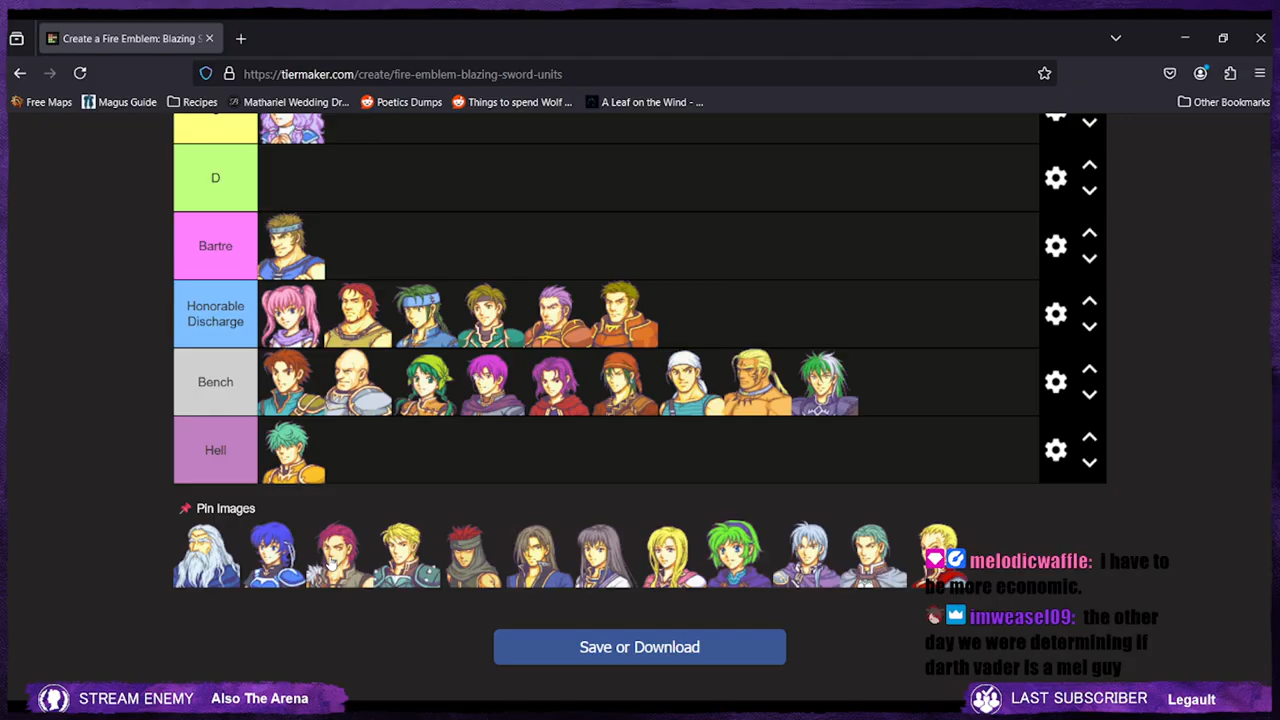 Create a Fire Emblem: Blazing S
https://tiermaker.com/create/fire-emblem-blazing-sword-units
Free Maps
Magus Guide
Recipes
Mathariel Wedding Dr...
Poetics Dumps
Things to spend Wolf ...
A Leaf on the Wind - ...
Other Bookmarks
D
Bartre
Honorable
Discharge
Bench
Hell
Pin Images
melodicwaffle: I have to
be more economic.
imweasel09: the other
day we were determining if
darth vader is a mei guy
Save or Download
STREAM ENEMY Also The Arena
LAST SUBSCRIBER Legault